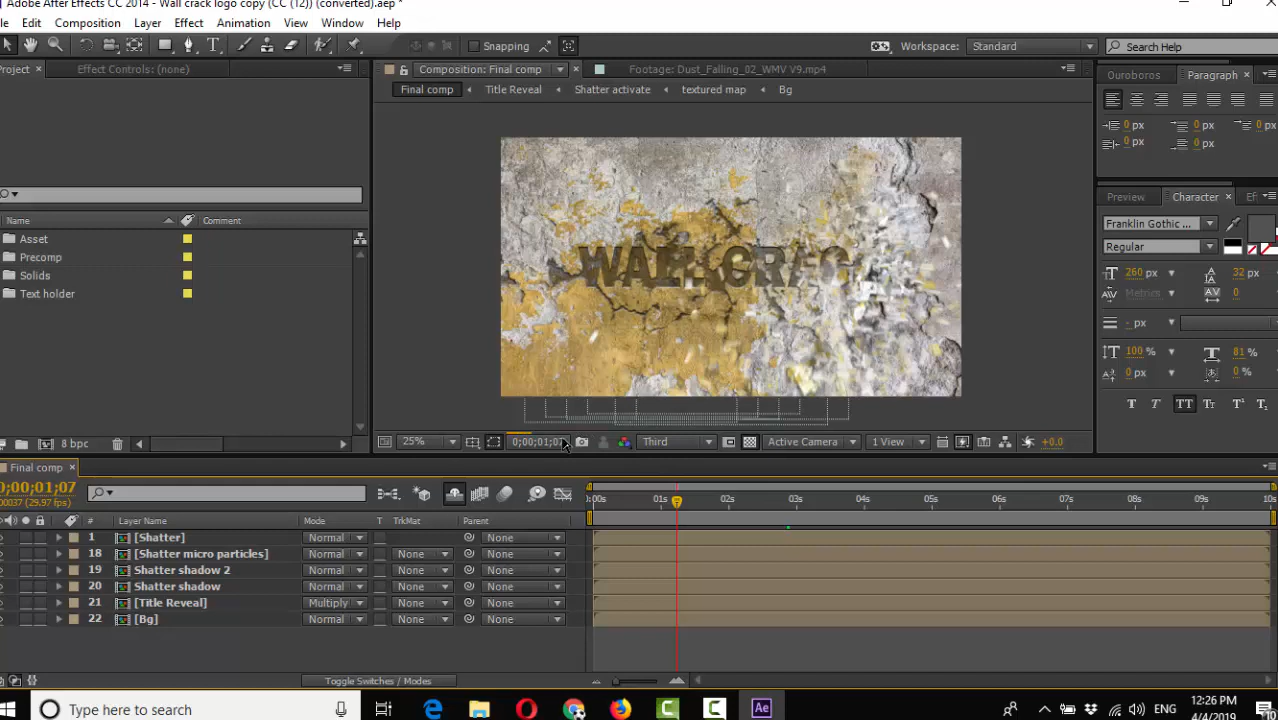 Adobe After Effects CC 2014 - Wall crack logo copy (CC (12)) (converted).aep *
Edit Composition Layer Effect Animation View Window Help
Snapping
Workspace: Standard
Search Help
Project Effect Controls: (none)
Composition: Final comp
Footage: Dust_Falling_02_WMV V9.mp4
Final comp Title Reveal Shatter activate textured map Bg
Ouroboros Paragraph
0 px 0 px 0 px
0 px 0 px
Name Comment
Asset
Precomp
Solids
Text holder
WALL CRAC
Preview Character
Franklin Gothic ...
Regular
260 px 32 px
Metrics 0
- px
100 % 81 %
0 px 0 %
T T TT Tt
8 bpc
25% Third Active Camera 1 View +0.0
Final comp
0;00;01;07
00037 (29.97 fps)
01s 02s 03s 04s 05s 06s 07s 08s 09s 10s
# Layer Name Mode T TrkMat Parent
1 [Shatter] Normal None
18 [Shatter micro particles] Normal None None
19 Shatter shadow 2 Normal None None
20 Shatter shadow Normal None None
21 [Title Reveal] Multiply None None
22 [Bg] Normal None None
Toggle Switches / Modes
Type here to search
Ae
ENG
12:26 PM
4/4/2019